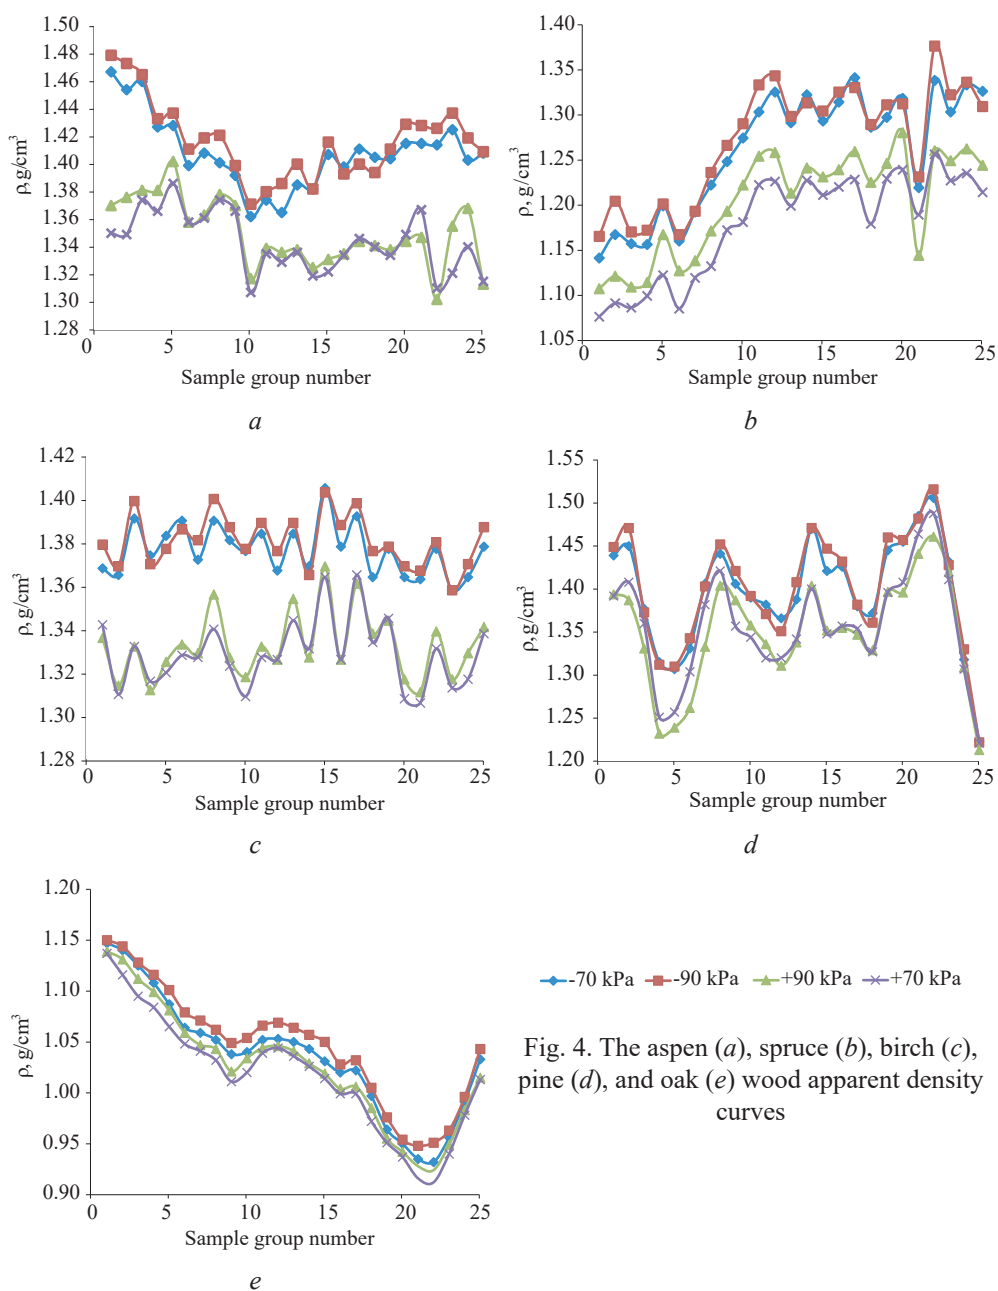 1.50
1.48
1.46
1.44
1.42
1.40
1.38
1.36
1.34
1.32
1.30
1.28
ρ, g/cm³
0 5 10 15 20 25
Sample group number
a
1.40
1.35
1.30
1.25
1.20
1.15
1.10
1.05
ρ, g/cm³
0 5 10 15 20 25
Sample group number
b
1.42
1.40
1.38
1.36
1.34
1.32
1.30
1.28
ρ, g/cm³
0 5 10 15 20 25
Sample group number
c
1.55
1.50
1.45
1.40
1.35
1.30
1.25
1.20
ρ, g/cm³
0 5 10 15 20 25
Sample group number
d
1.20
1.15
1.10
1.05
1.00
0.95
0.90
ρ, g/cm³
0 5 10 15 20 25
Sample group number
e
-70 kPa -90 kPa +90 kPa +70 kPa
Fig. 4. The aspen (a), spruce (b), birch (c),
pine (d), and oak (e) wood apparent density
curves